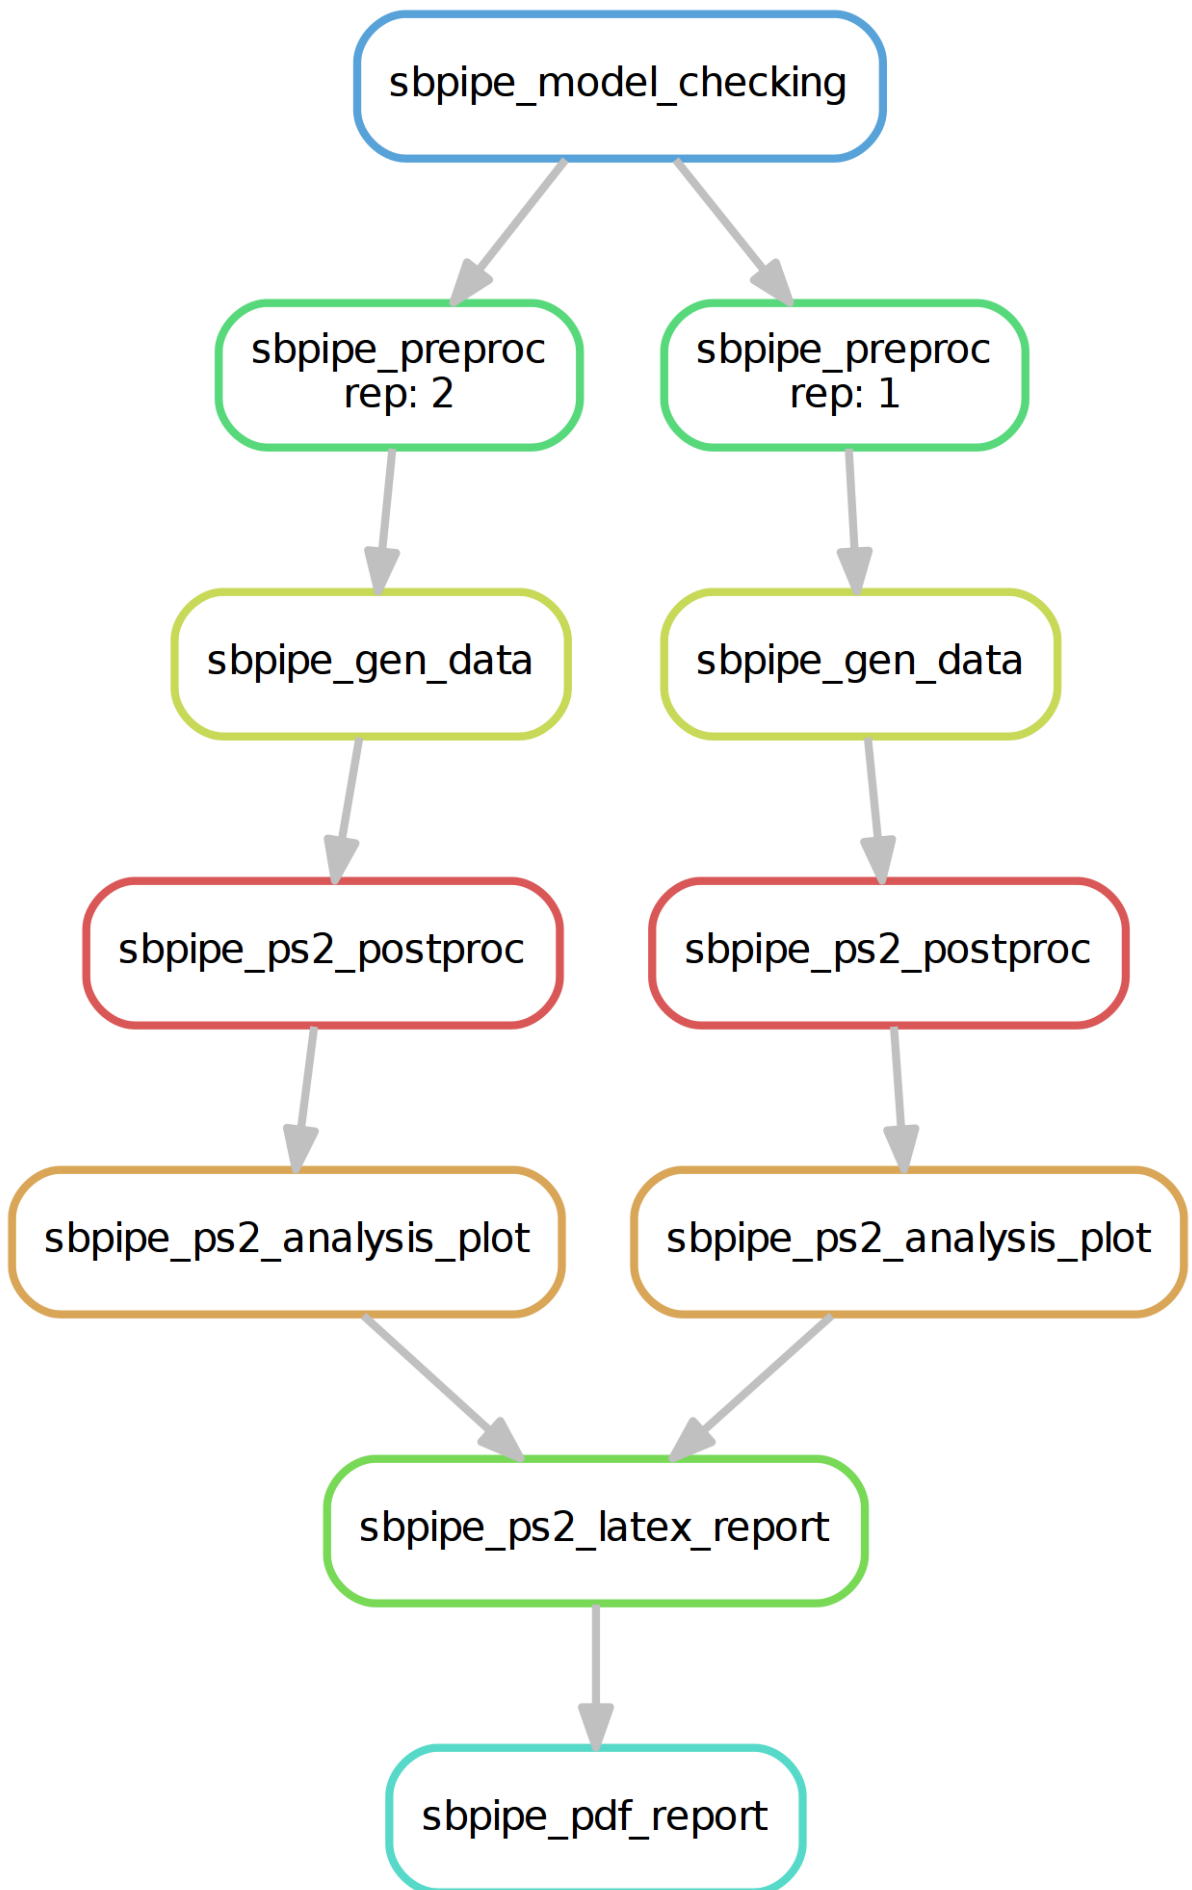 sbpipe_model_checking
sbpipe_preproc
rep: 2
sbpipe_preproc
rep: 1
sbpipe_gen_data
sbpipe_gen_data
sbpipe_ps2_postproc
sbpipe_ps2_postproc
sbpipe_ps2_analysis_plot
sbpipe_ps2_analysis_plot
sbpipe_ps2_latex_report
sbpipe_pdf_report